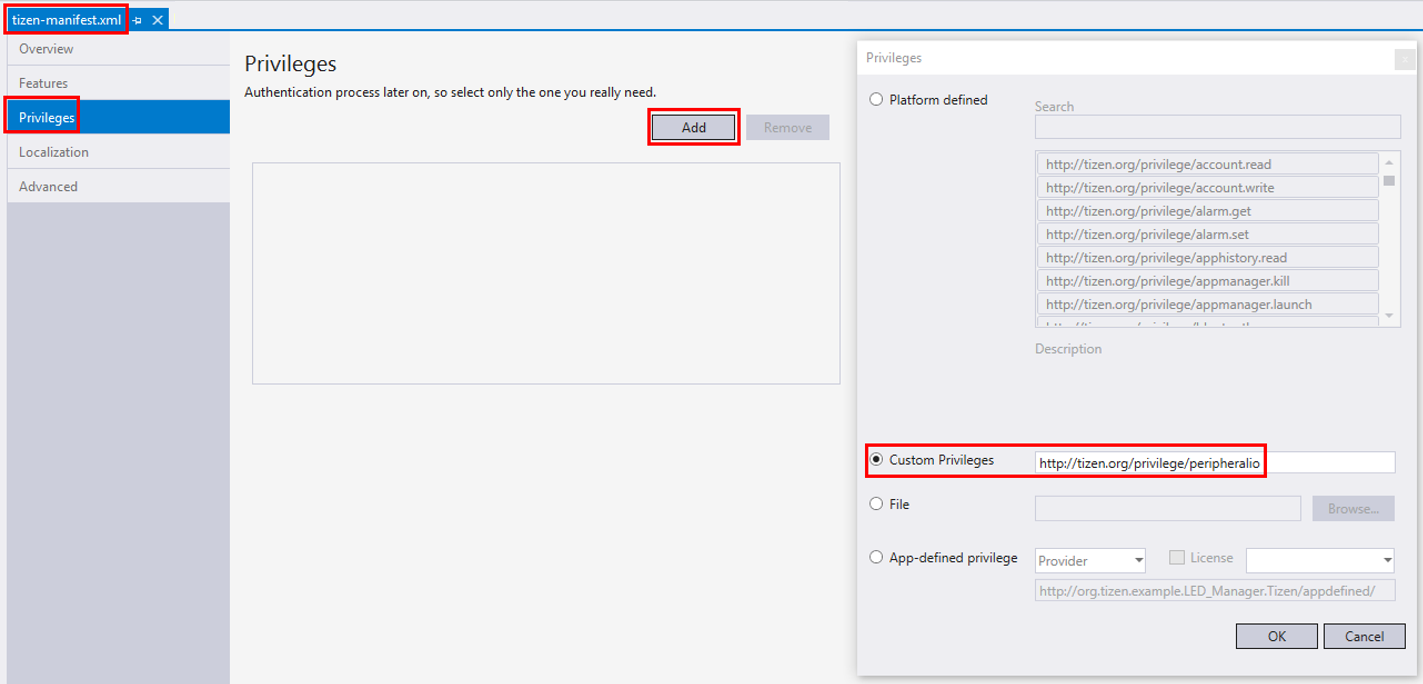 tizen-manifest.xml
Overview
Features
Privileges
Localization
Advanced
Privileges
Authentication process later on, so select only the one you really need.
Add
Remove
Privileges
Platform defined
Search
http://tizen.org/privilege/account.read
http://tizen.org/privilege/account.write
http://tizen.org/privilege/alarm.get
http://tizen.org/privilege/alarm.set
http://tizen.org/privilege/apphistory.read
http://tizen.org/privilege/appmanager.kill
http://tizen.org/privilege/appmanager.launch
Description
Custom Privileges
http://tizen.org/privilege/peripheralio
File
Browse...
App-defined privilege
Provider
License
http://org.tizen.example.LED_Manager.Tizen/appdefined/
OK
Cancel